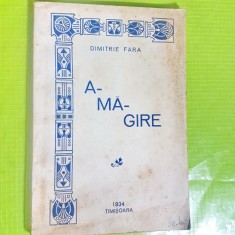 DIMITRIE FARA
A-
MĂ-
GIRE
1934
TIMIȘOARA